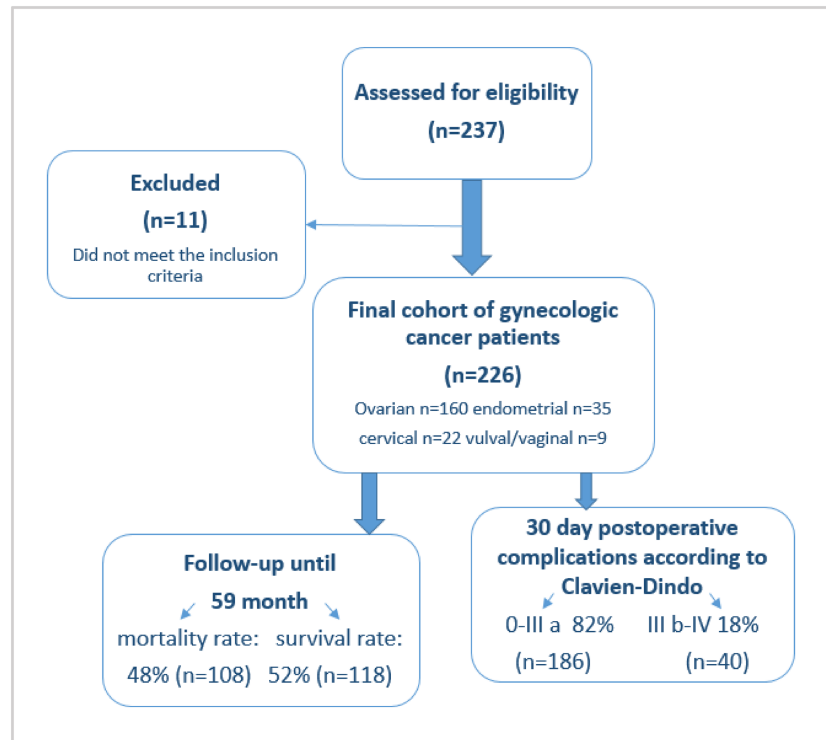 Assessed for eligibility
(n=237)
Excluded
(n=11)
Did not meet the inclusion
criteria
Final cohort of gynecologic
cancer patients
(n=226)
Ovarian n=160 endometrial n=35
cervical n=22 vulval/vaginal n=9
Follow-up until
59 month
mortality rate: survival rate:
48% (n=108) 52% (n=118)
30 day postoperative
complications according to
Clavien-Dindo
0-III a 82% III b-IV 18%
(n=186) (n=40)